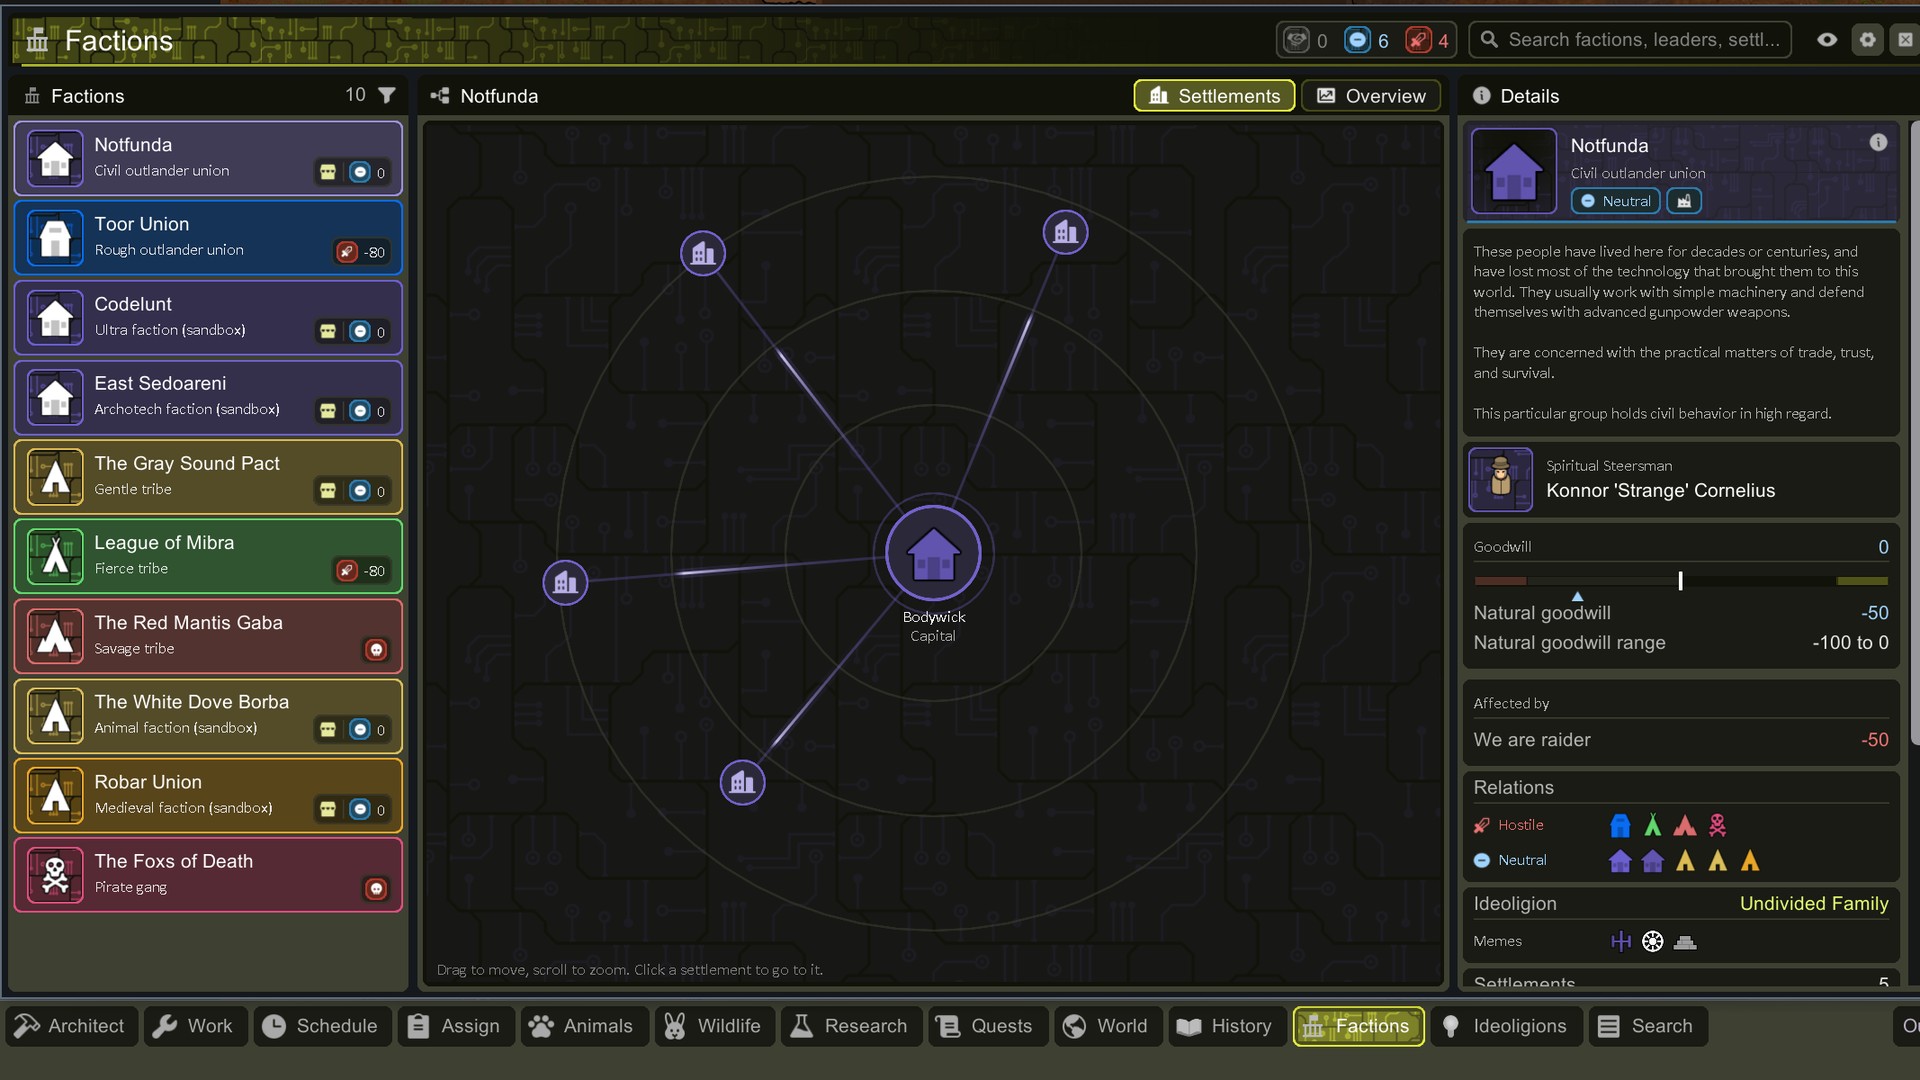 Factions
0
6
4
Search factions, leaders, settl...
Factions
10
Notfunda
Settlements
Overview
Details
Notfunda
Civil outlander union
0
Toor Union
Rough outlander union
-80
Codelunt
Ultra faction (sandbox)
0
East Sedoareni
Archotech faction (sandbox)
0
The Gray Sound Pact
Gentle tribe
0
League of Mibra
Fierce tribe
-80
The Red Mantis Gaba
Savage tribe
The White Dove Borba
Animal faction (sandbox)
0
Robar Union
Medieval faction (sandbox)
0
The Foxs of Death
Pirate gang
Bodywick
Capital
Drag to move, scroll to zoom. Click a settlement to go to it.
Notfunda
Civil outlander union
Neutral
These people have lived here for decades or centuries, and
have lost most of the technology that brought them to this
world. They usually work with simple machinery and defend
themselves with advanced gunpowder weapons.
They are concerned with the practical matters of trade, trust,
and survival.
This particular group holds civil behavior in high regard.
Spiritual Steersman
Konnor 'Strange' Cornelius
Goodwill
0
Natural goodwill
-50
Natural goodwill range
-100 to 0
Affected by
We are raider
-50
Relations
Hostile
Neutral
Ideoligion
Undivided Family
Memes
Settlements
5
Architect
Work
Schedule
Assign
Animals
Wildlife
Research
Quests
World
History
Factions
Ideoligions
Search